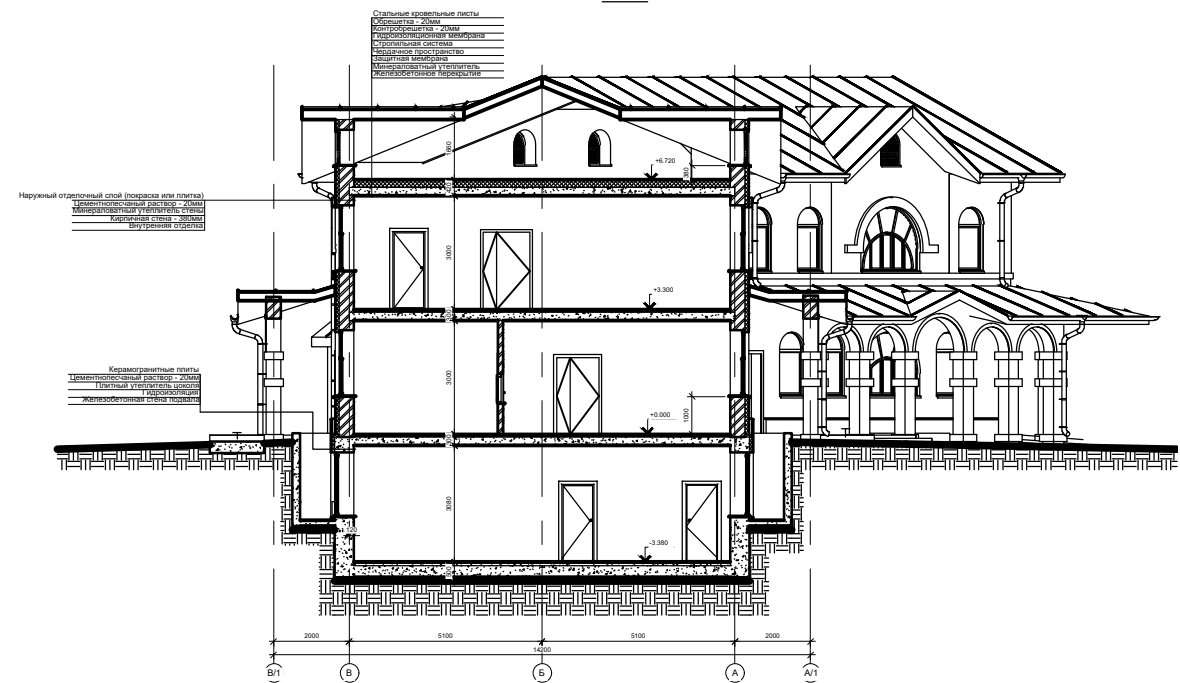 Стальные кровельные листы
Обрешетка - 20мм
Контробрешетка - 20мм
Гидроизоляционная мембрана
Стропильная система
Чердачное пространство
Защитная мембрана
Минераловатный утеплитель
Железобетонное перекрытие
1660
+6.720
380
Наружный отделочный слой (покраска или плитка)
Цементнопесчаный раствор - 20мм
Минераловатный утеплитель стены
Кирпичная стена - 380мм
Внутренняя отделка
3000
+3.300
Керамогранитные плиты
Цементнопесчаный раствор - 20мм
Плитный утеплитель цоколя
Гидроизоляция
Железобетонная стена подвала
3000
+0.000
1000
3080
120
-3.380
2000
5100
5100
2000
14200
В/1
В
Б
А
А/1